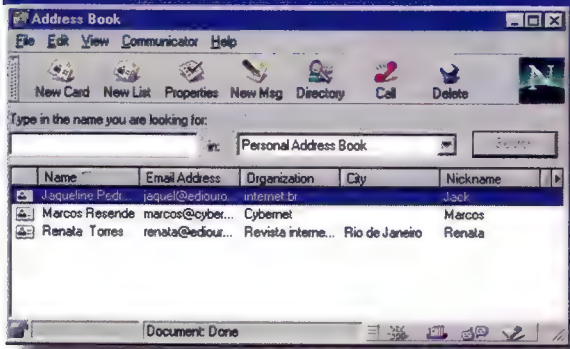 Address Book
File Edit View Communicator Help
New Card New List Properties New Msg Directory Call Delete N
Type in the name you are looking for:
in: Personal Address Book Search
Name Email Address Organization City Nickname
Jaqueline Pedr... jaquel@ediouro... internet.br Jack
Marcos Resende marcos@cyber... Cybernet Marcos
Renata Torres renata@ediour... Revista interne... Rio de Janeiro Renata
Document: Done